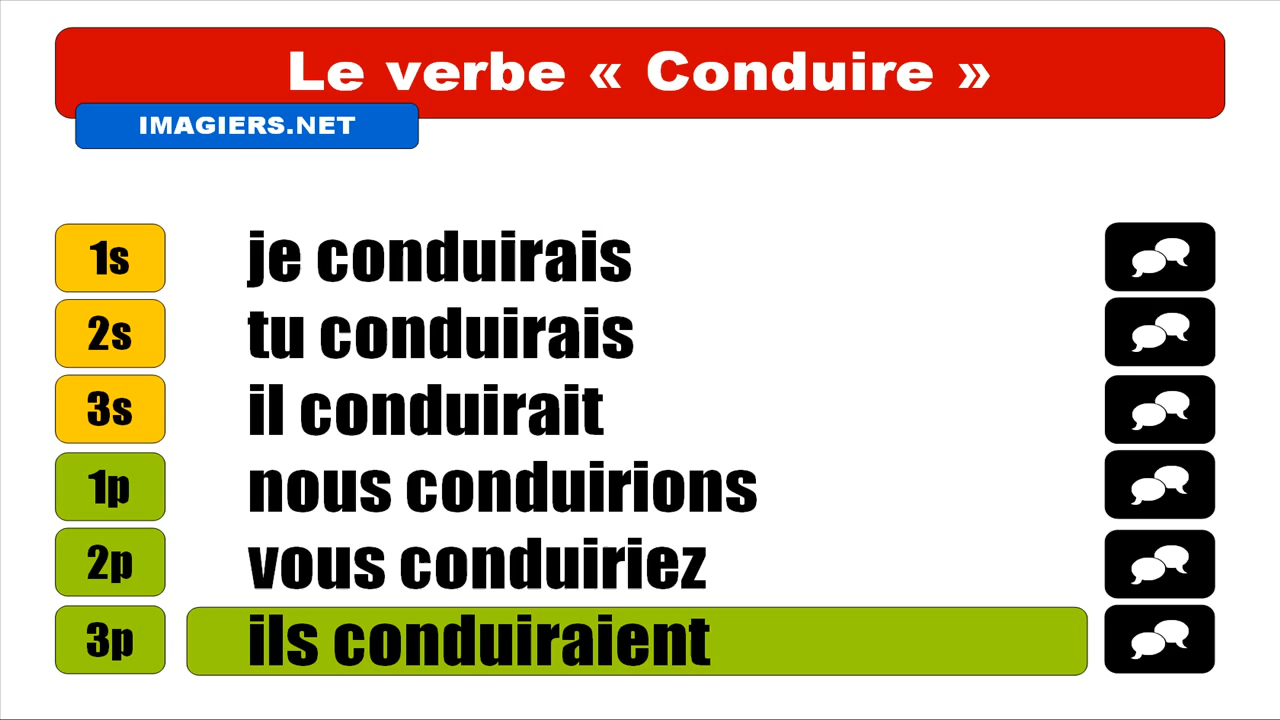 Le verbe « Conduire »
IMAGIERS.NET
1s je conduirais
2s tu conduirais
3s il conduirait
1p nous conduirions
2p vous conduiriez
3p ils conduiraient